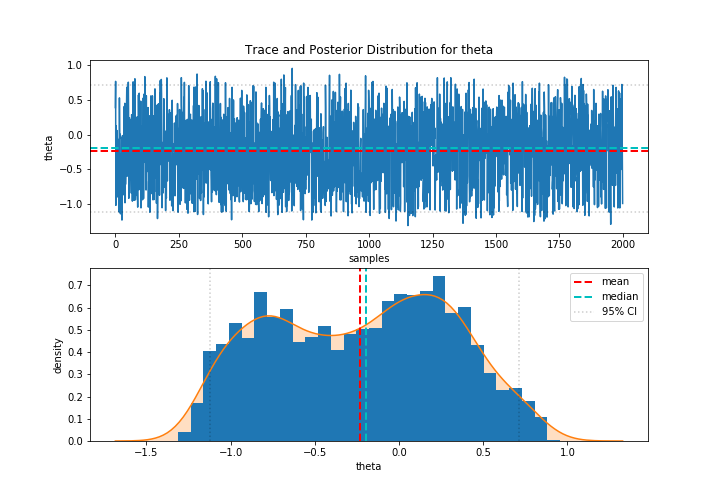 Trace and Posterior Distribution for theta
1.0
0.5
0.0
−0.5
−1.0
theta
0 250 500 750 1000 1250 1500 1750 2000
samples
0.7
0.6
0.5
0.4
0.3
0.2
0.1
0.0
density
mean
median
95% CI
−1.5 −1.0 −0.5 0.0 0.5 1.0
theta